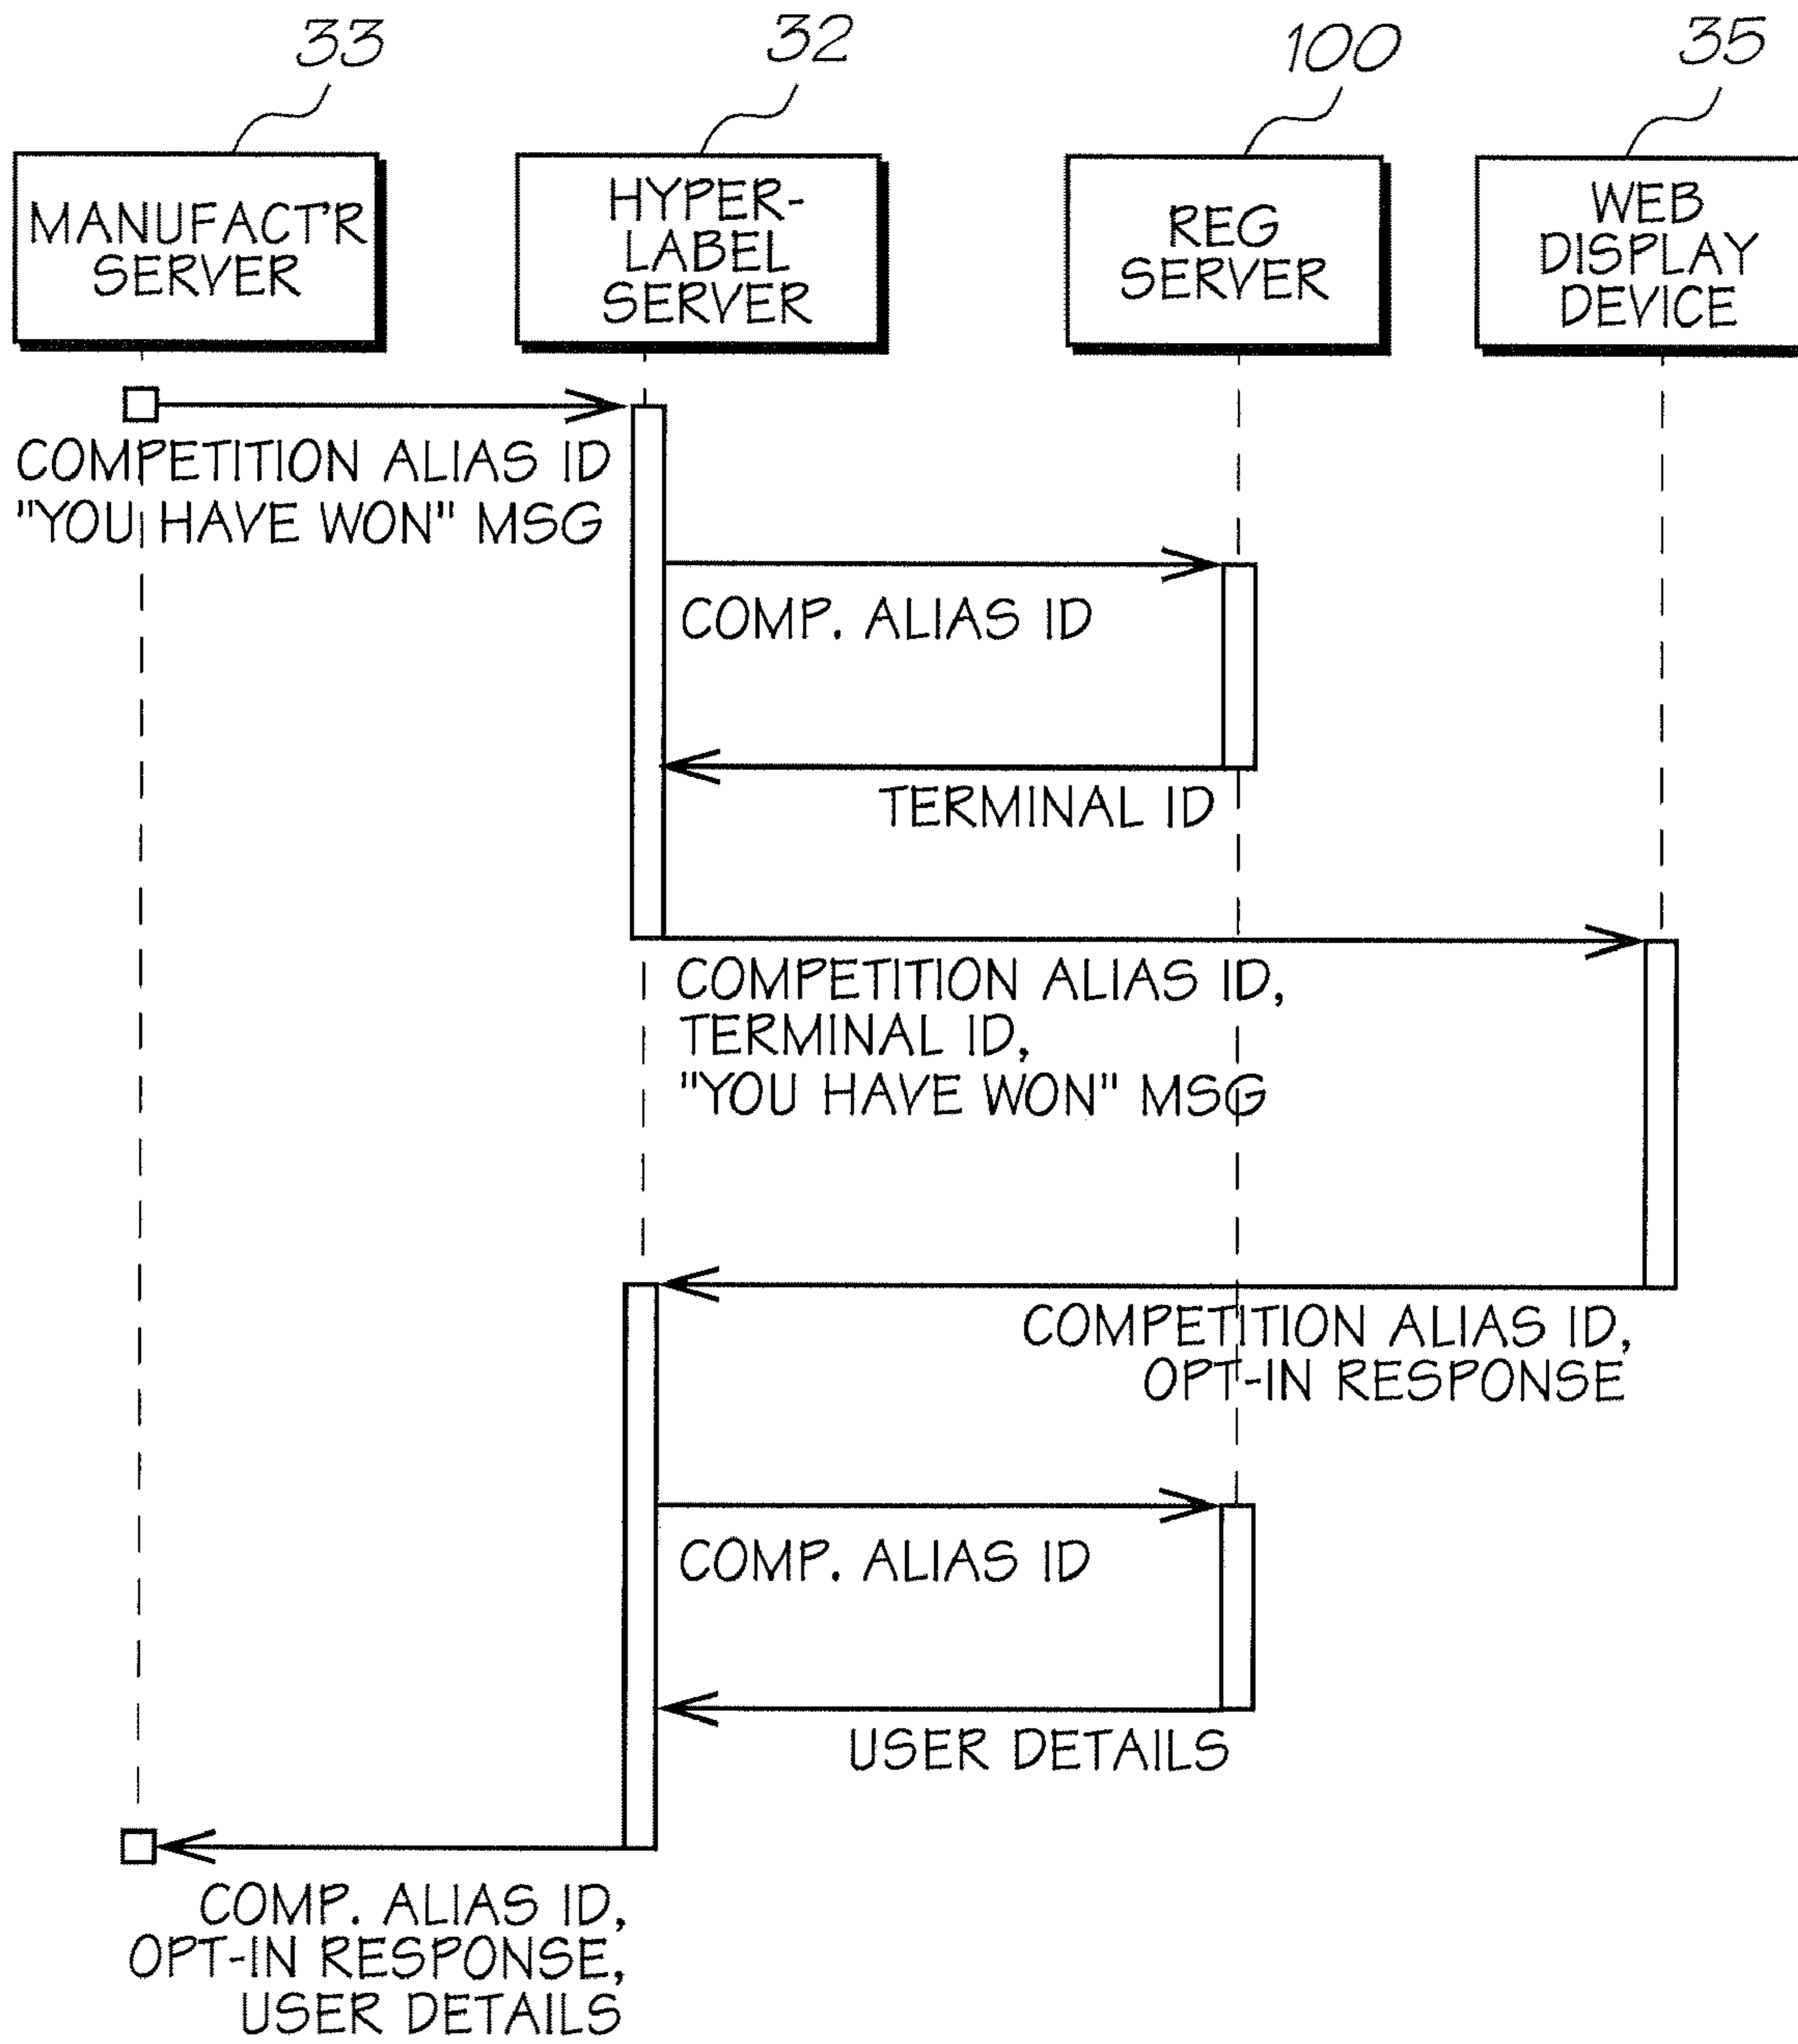 33
32
100
35
MANUFACT'R
SERVER
HYPER-
LABEL
SERVER
REG
SERVER
WEB
DISPLAY
DEVICE
COMPETITION ALIAS ID
"YOU HAVE WON" MSG
COMP. ALIAS ID
TERMINAL ID
COMPETITION ALIAS ID,
TERMINAL ID,
"YOU HAVE WON" MSG
COMPETITION ALIAS ID,
OPT-IN RESPONSE
COMP. ALIAS ID
USER DETAILS
COMP. ALIAS ID,
OPT-IN RESPONSE,
USER DETAILS